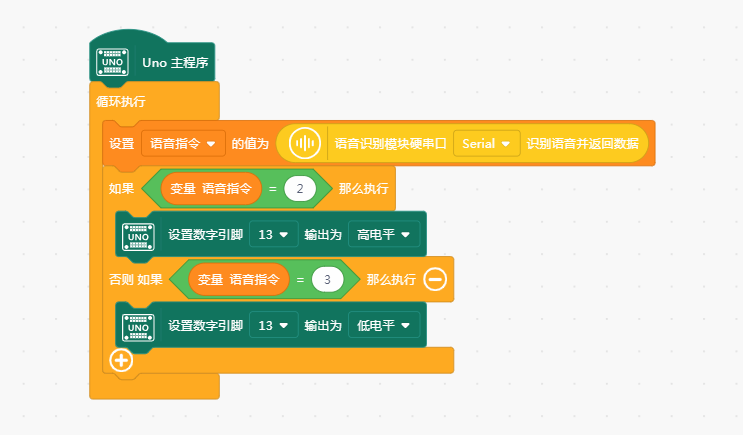 UNO Uno 主程序
循环执行
设置 语音指令 的值为 语音识别模块硬串口 Serial 识别语音并返回数据
如果 变量 语音指令 = 2 那么执行
UNO 设置数字引脚 13 输出为 高电平
否则 如果 变量 语音指令 = 3 那么执行
UNO 设置数字引脚 13 输出为 低电平